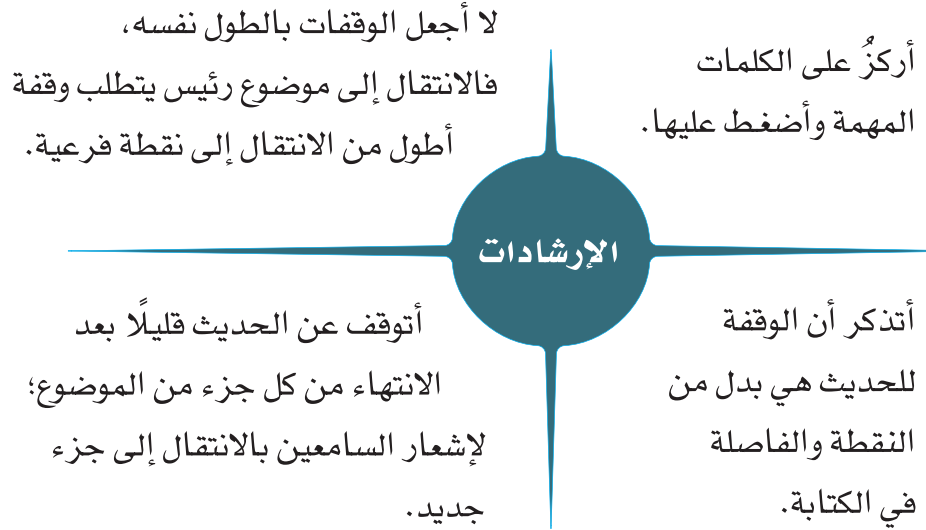 أركزُ على الكلمات
المهمة وأضغط عليها.
لا أجعل الوقفات بالطول نفسه،
فالانتقال إلى موضوع رئيس يتطلب وقفة
أطول من الانتقال إلى نقطة فرعية.
الإرشادات
أتذكر أن الوقفة
للحديث هي بدل من
النقطة والفاصلة
في الكتابة.
أتوقف عن الحديث قليلًا بعد
الانتهاء من كل جزء من الموضوع؛
لإشعار السامعين بالانتقال إلى جزء
جديد.